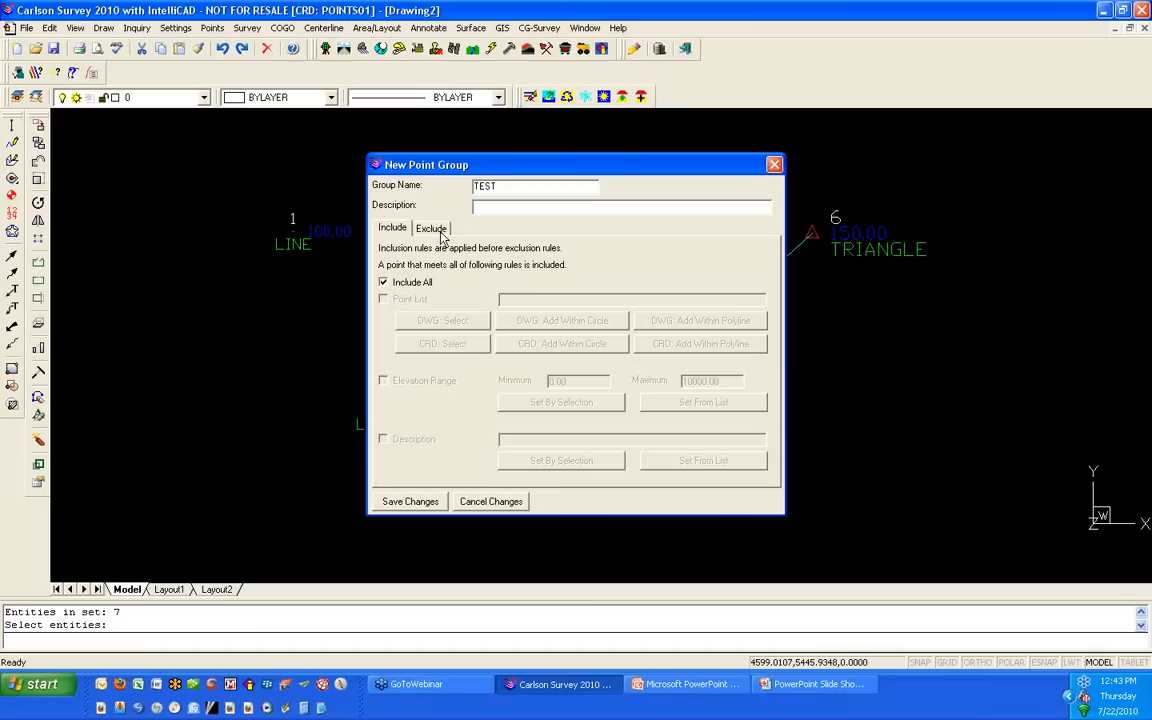 Carlson Survey 2010 with IntelliCAD - NOT FOR RESALE [CRD: POINTS01] - [Drawing2]
File Edit View Draw Inquiry Settings Points Survey COGO Centerline Area/Layout Annotate Surface GIS CG-Survey Window Help
0 BYLAYER BYLAYER
New Point Group
Group Name: TEST
Description:
Include Exclude
Inclusion rules are applied before exclusion rules.
A point that meets all of following rules is included.
Include All
Point List
DWG: Select DWG: Add Within Circle DWG: Add Within Polyline
CRD: Select CRD: Add Within Circle CRD: Add Within Polyline
Elevation Range Minimum 0.00 Maximum 10000.00
Set By Selection Set From List
Description
Set By Selection Set From List
Save Changes Cancel Changes
1
100.00
LINE
6
150.00
TRIANGLE
L
Y
W
Z X
Model Layout1 Layout2
Entities in set: 7
Select entities:
Ready 4599.0107,5445.9348,0.0000 SNAP GRID ORTHO POLAR ESNAP LWT MODEL TABLET
start GoToWebinar Carlson Survey 2010 ... Microsoft PowerPoint ... PowerPoint Slide Sho...
12:43 PM
Thursday
7/22/2010